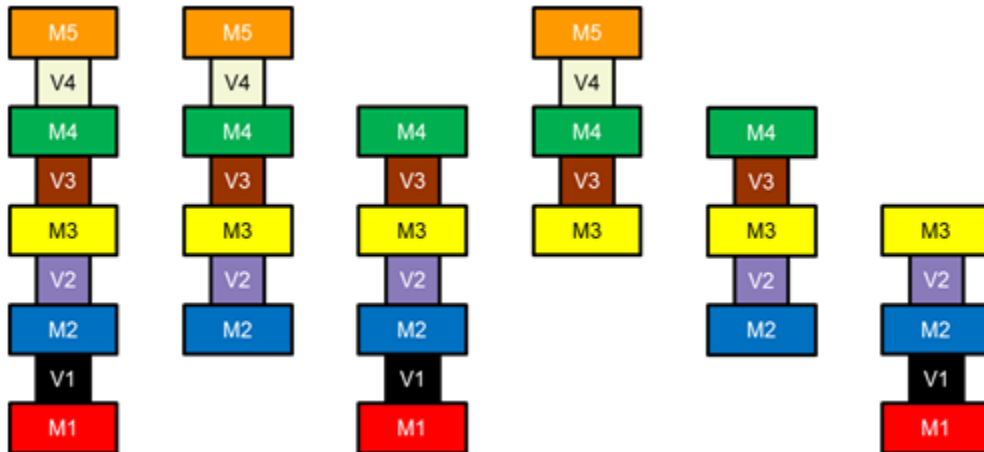 M5 M5 M5
V4 V4 V4
M4 M4 M4 M4 M4
V3 V3 V3 V3 V3
M3 M3 M3 M3 M3 M3
V2 V2 V2 V2 V2
M2 M2 M2 M2 M2
V1 V1 V1
M1 M1 M1